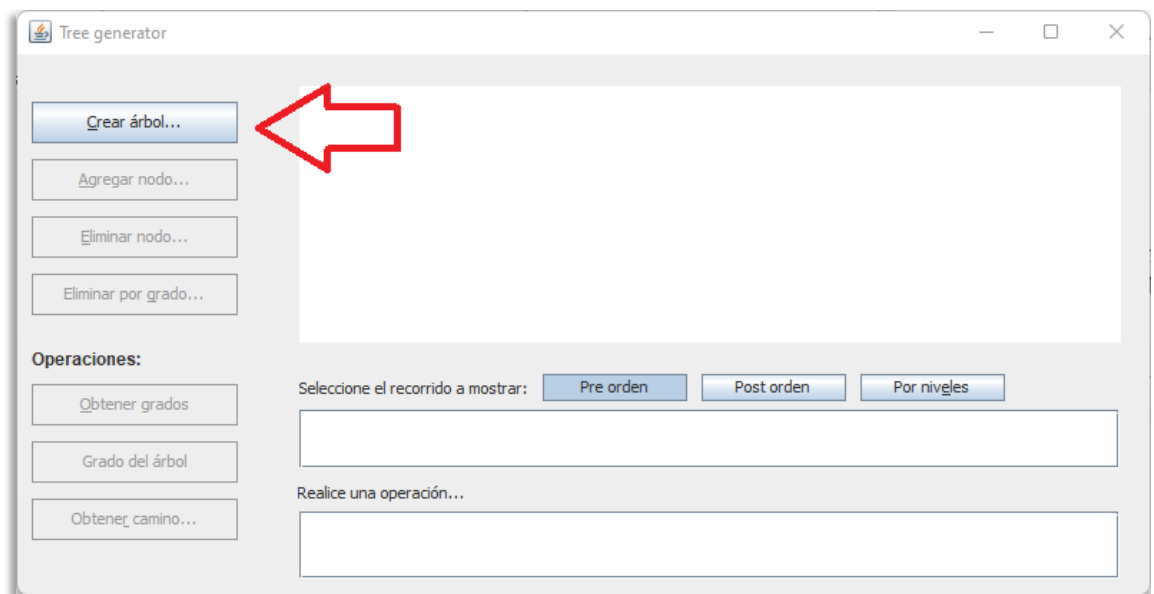 Tree generator
Crear árbol...
Agregar nodo...
Eliminar nodo...
Eliminar por grado...
Operaciones:
Obtener grados
Grado del árbol
Obtener camino...
Seleccione el recorrido a mostrar: Pre orden Post orden Por niveles
Realice una operación...